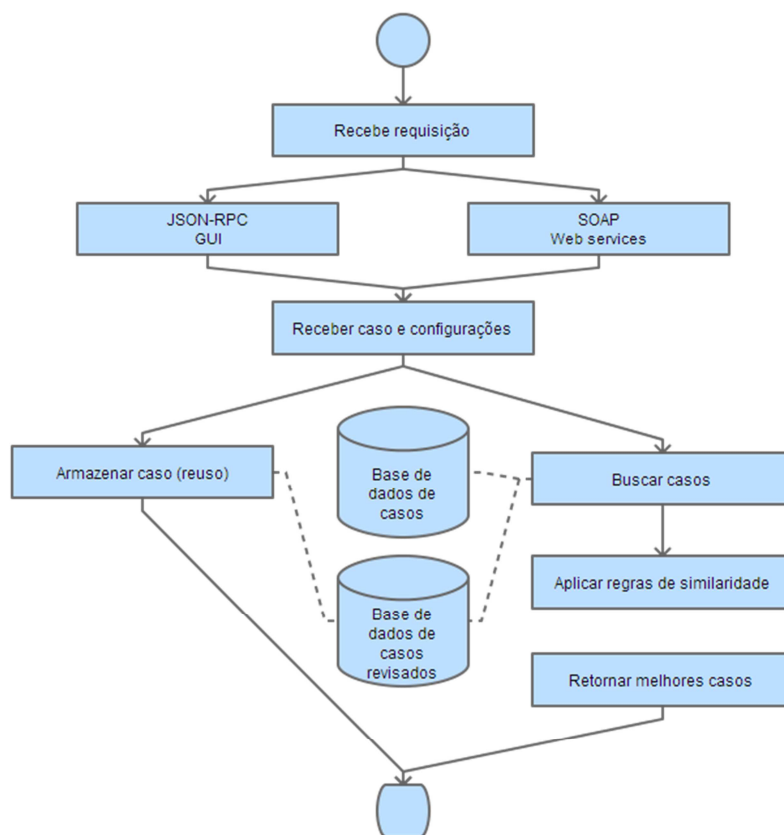 Recebe requisição
JSON-RPC
GUI
SOAP
Web services
Receber caso e configurações
Armazenar caso (reuso)
Base de
dados de
casos
Buscar casos
Aplicar regras de similaridade
Base de
dados de
casos
revisados
Retornar melhores casos